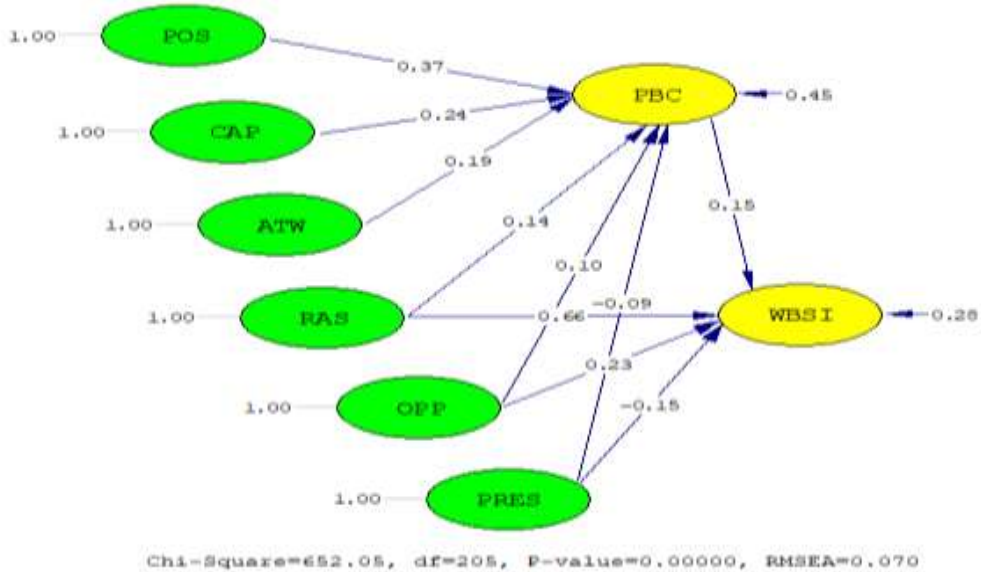 1.00 POS
0.37
PBC 0.45
1.00 CAP
0.24
0.19
1.00 ATW
0.15
0.14
0.10
-0.09
1.00 RAS
0.66
WBSI 0.28
0.23
1.00 OPP
-0.15
1.00 PRES
Chi-Square=652.05, df=205, P-value=0.00000, RMSEA=0.070